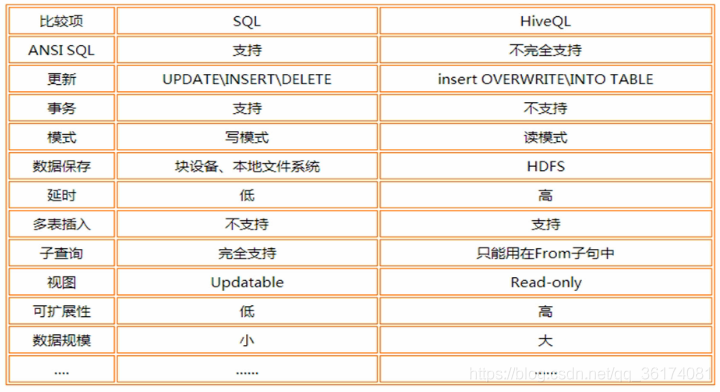 比较项 SQL HiveQL
ANSI SQL 支持 不完全支持
更新 UPDATE\INSERT\DELETE insert OVERWRITE\INTO TABLE
事务 支持 不支持
模式 写模式 读模式
数据保存 块设备、本地文件系统 HDFS
延时 低 高
多表插入 不支持 支持
子查询 完全支持 只能用在From子句中
视图 Updatable Read-only
可扩展性 低 高
数据规模 小 大
.... ...... ......
https://blog.csdn.net/qq_36174081